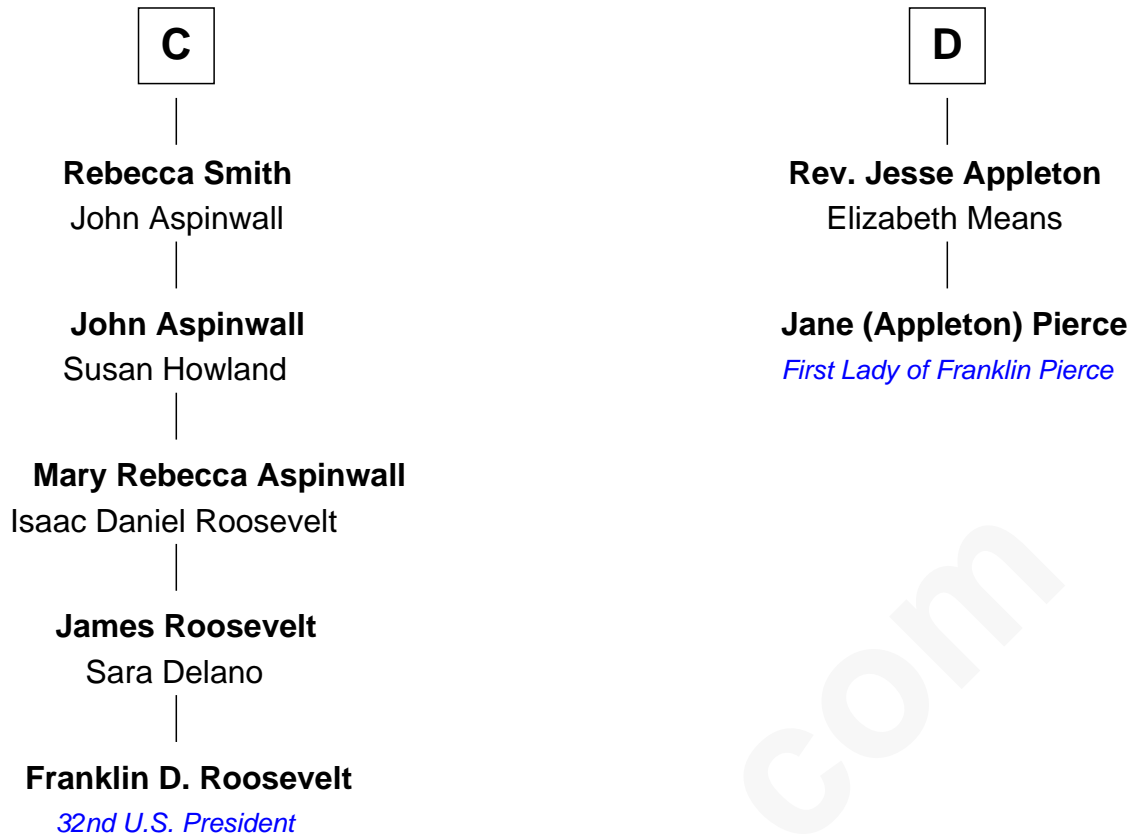 C
Rebecca Smith
John Aspinwall
John Aspinwall
Susan Howland
Mary Rebecca Aspinwall
Isaac Daniel Roosevelt
James Roosevelt
Sara Delano
Franklin D. Roosevelt
32nd U.S. President
D
Rev. Jesse Appleton
Elizabeth Means
Jane (Appleton) Pierce
First Lady of Franklin Pierce
com